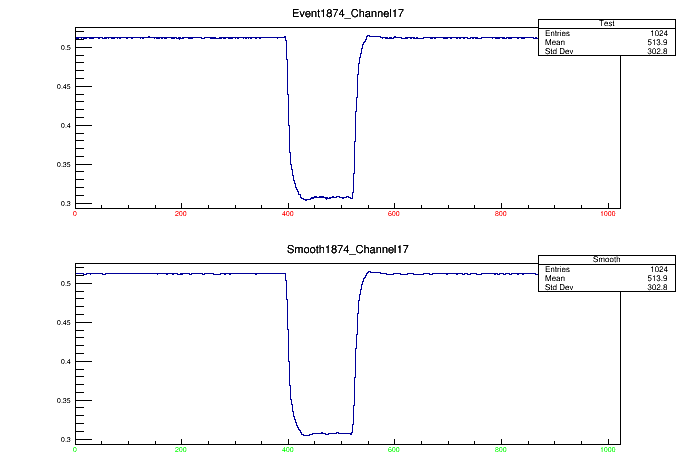 Event1874_Channel17
Test
Entries 1024
Mean 513.9
Std Dev 302.8
0.5
0.45
0.4
0.35
0.3
0 200 400 600 800 1000
Smooth1874_Channel17
Smooth
Entries 1024
Mean 513.9
Std Dev 302.8
0.5
0.45
0.4
0.35
0.3
0 200 400 600 800 1000